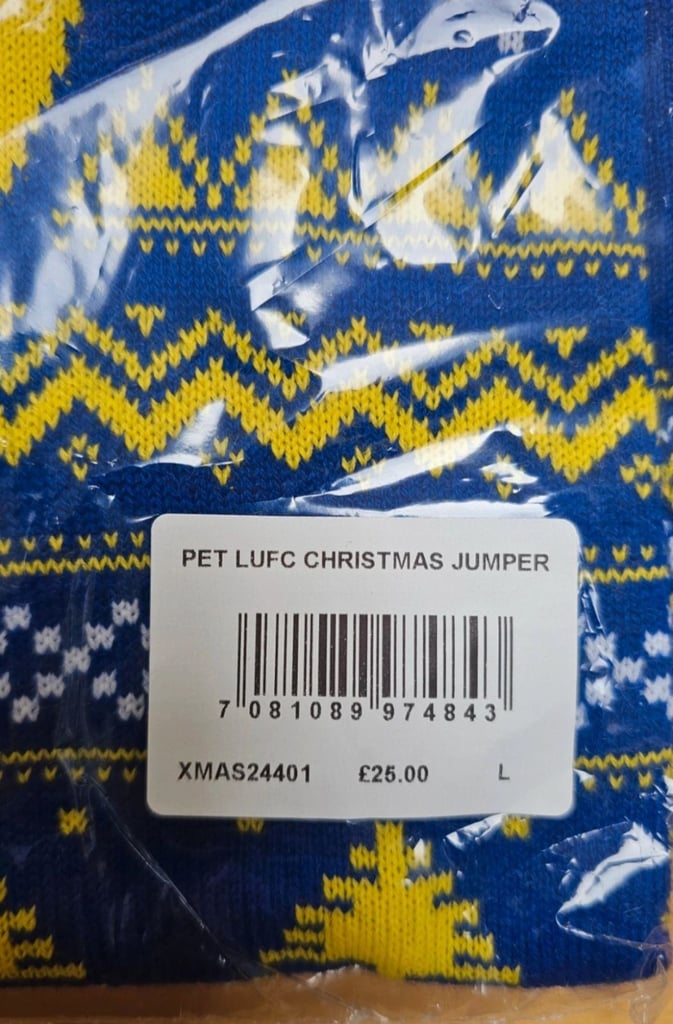 PET LUFC CHRISTMAS JUMPER
7 081089 974843
XMAS24401 £25.00 L